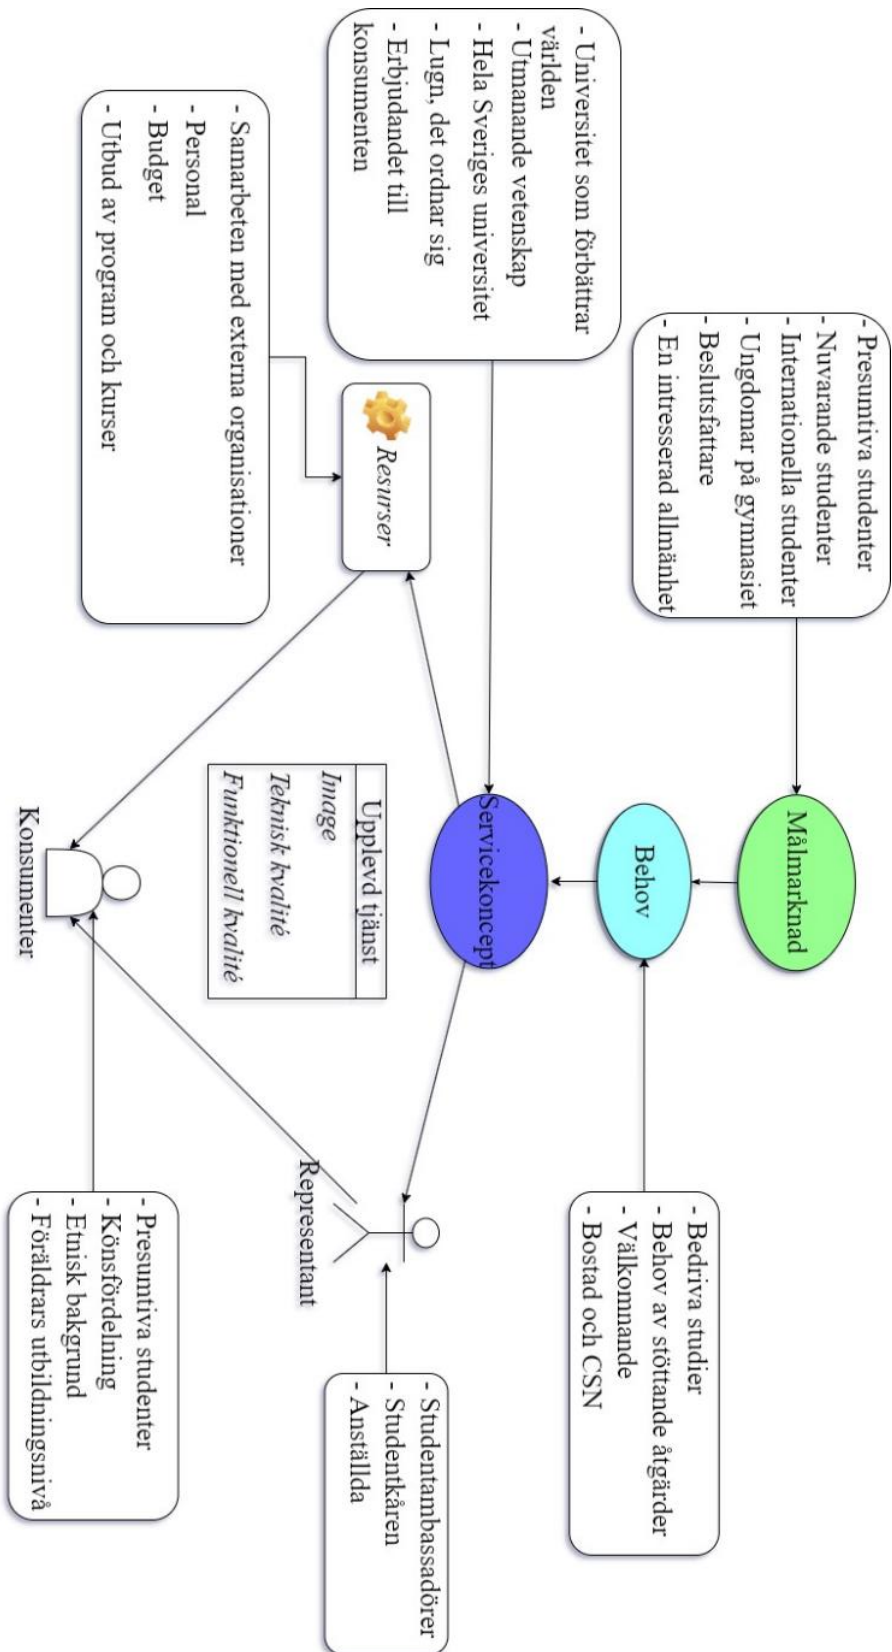 - Presumtiva studenter
- Nuvarande studenter
- Internationella studenter
- Ungdomar på gymnasiet
- Beslutsfattare
- En intresserad allmänhet
Målmarknad
- Universitet som förbättrar
världen
- Utmanande vetenskap
- Hela Sveriges universitet
- Lugn, det ordnar sig
- Erbjudandet till
konsumenten
Behov
- Bedriva studier
- Behov av stöttande åtgärder
- Välkomnande
- Bostad och CSN
Servicekoncept
Resurser
Upplevd tjänst
Image
Teknisk kvalité
Funktionell kvalité
Representant
- Studentambassadörer
- Studentkåren
- Anställda
- Samarbeten med externa organisationer
- Personal
- Budget
- Utbud av program och kurser
Konsumenter
- Presumtiva studenter
- Könsfördelning
- Etnisk bakgrund
- Föräldrars utbildningsnivå